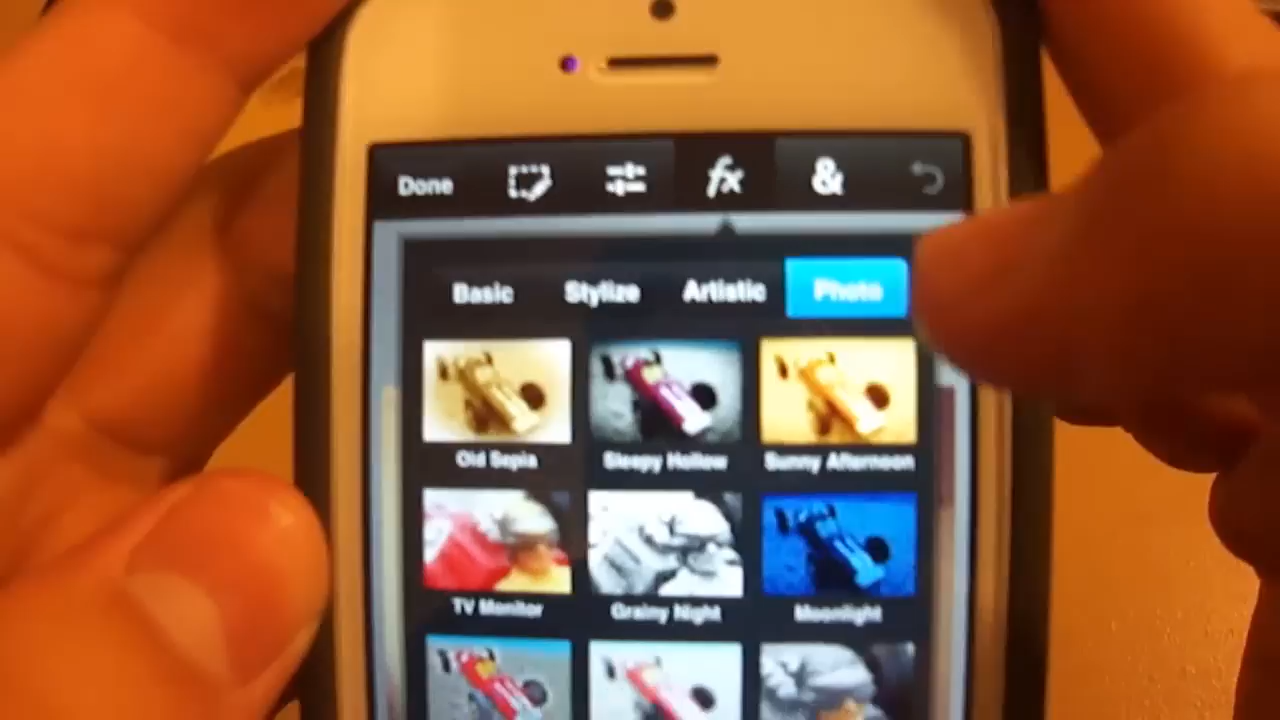 Done fx &
Basic Stylize Artistic Photo
Old Sepia Sleepy Hollow Sunny Afternoon
TV Monitor Grainy Night Moonlight